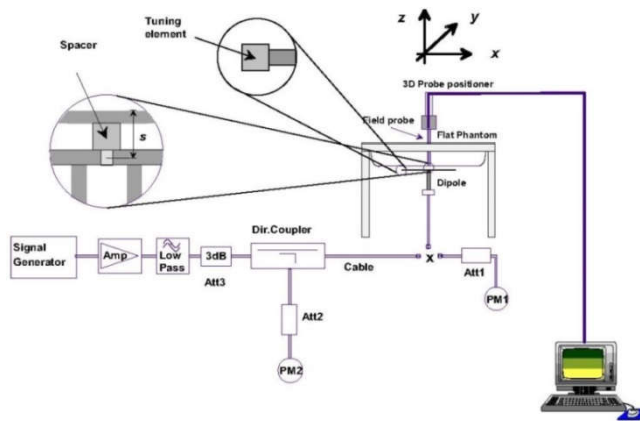 Tuning
element
Spacer
s
z
y
x
3D Probe positioner
Field probe
Flat Phantom
Dipole
Signal
Generator
Amp
Low
Pass
3dB
Att3
Dir.Coupler
Cable
x
Att1
PM1
Att2
PM2